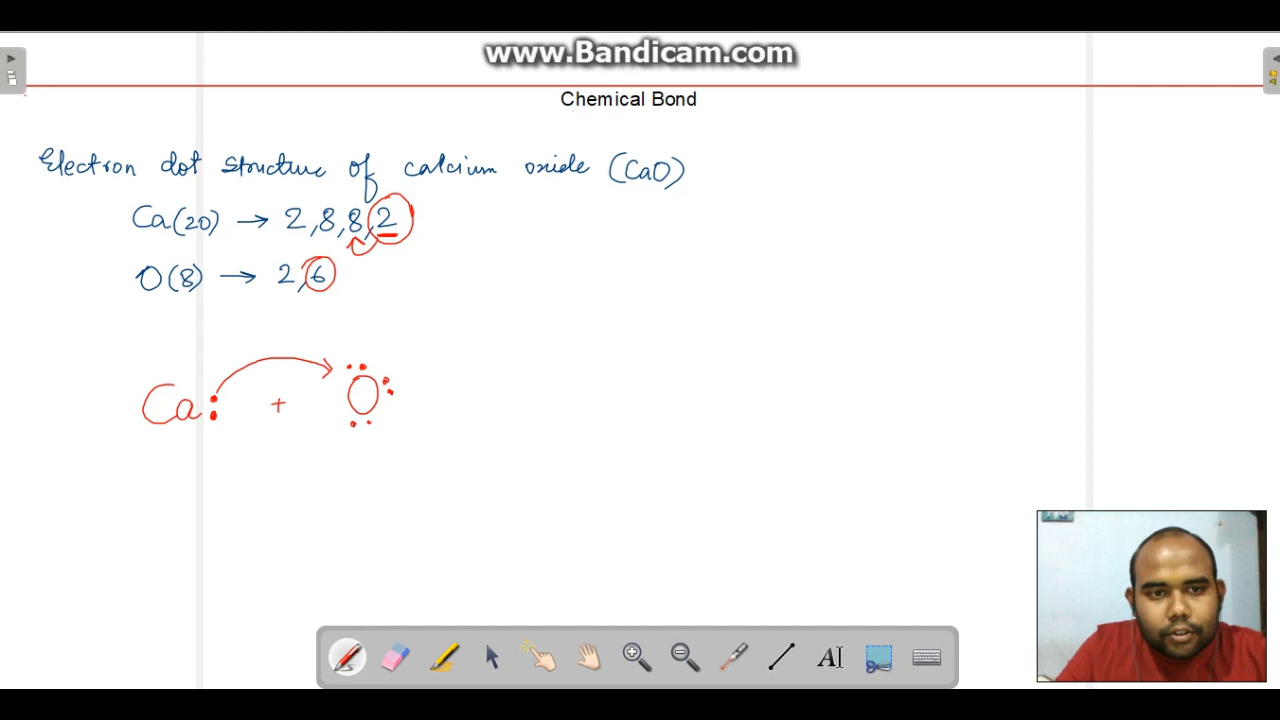 www.Bandicam.com
Chemical Bond
Electron dot structure of calcium oxide (CaO)
Ca(20) → 2,8,8,2
O(8) → 2,6
Ca: + O